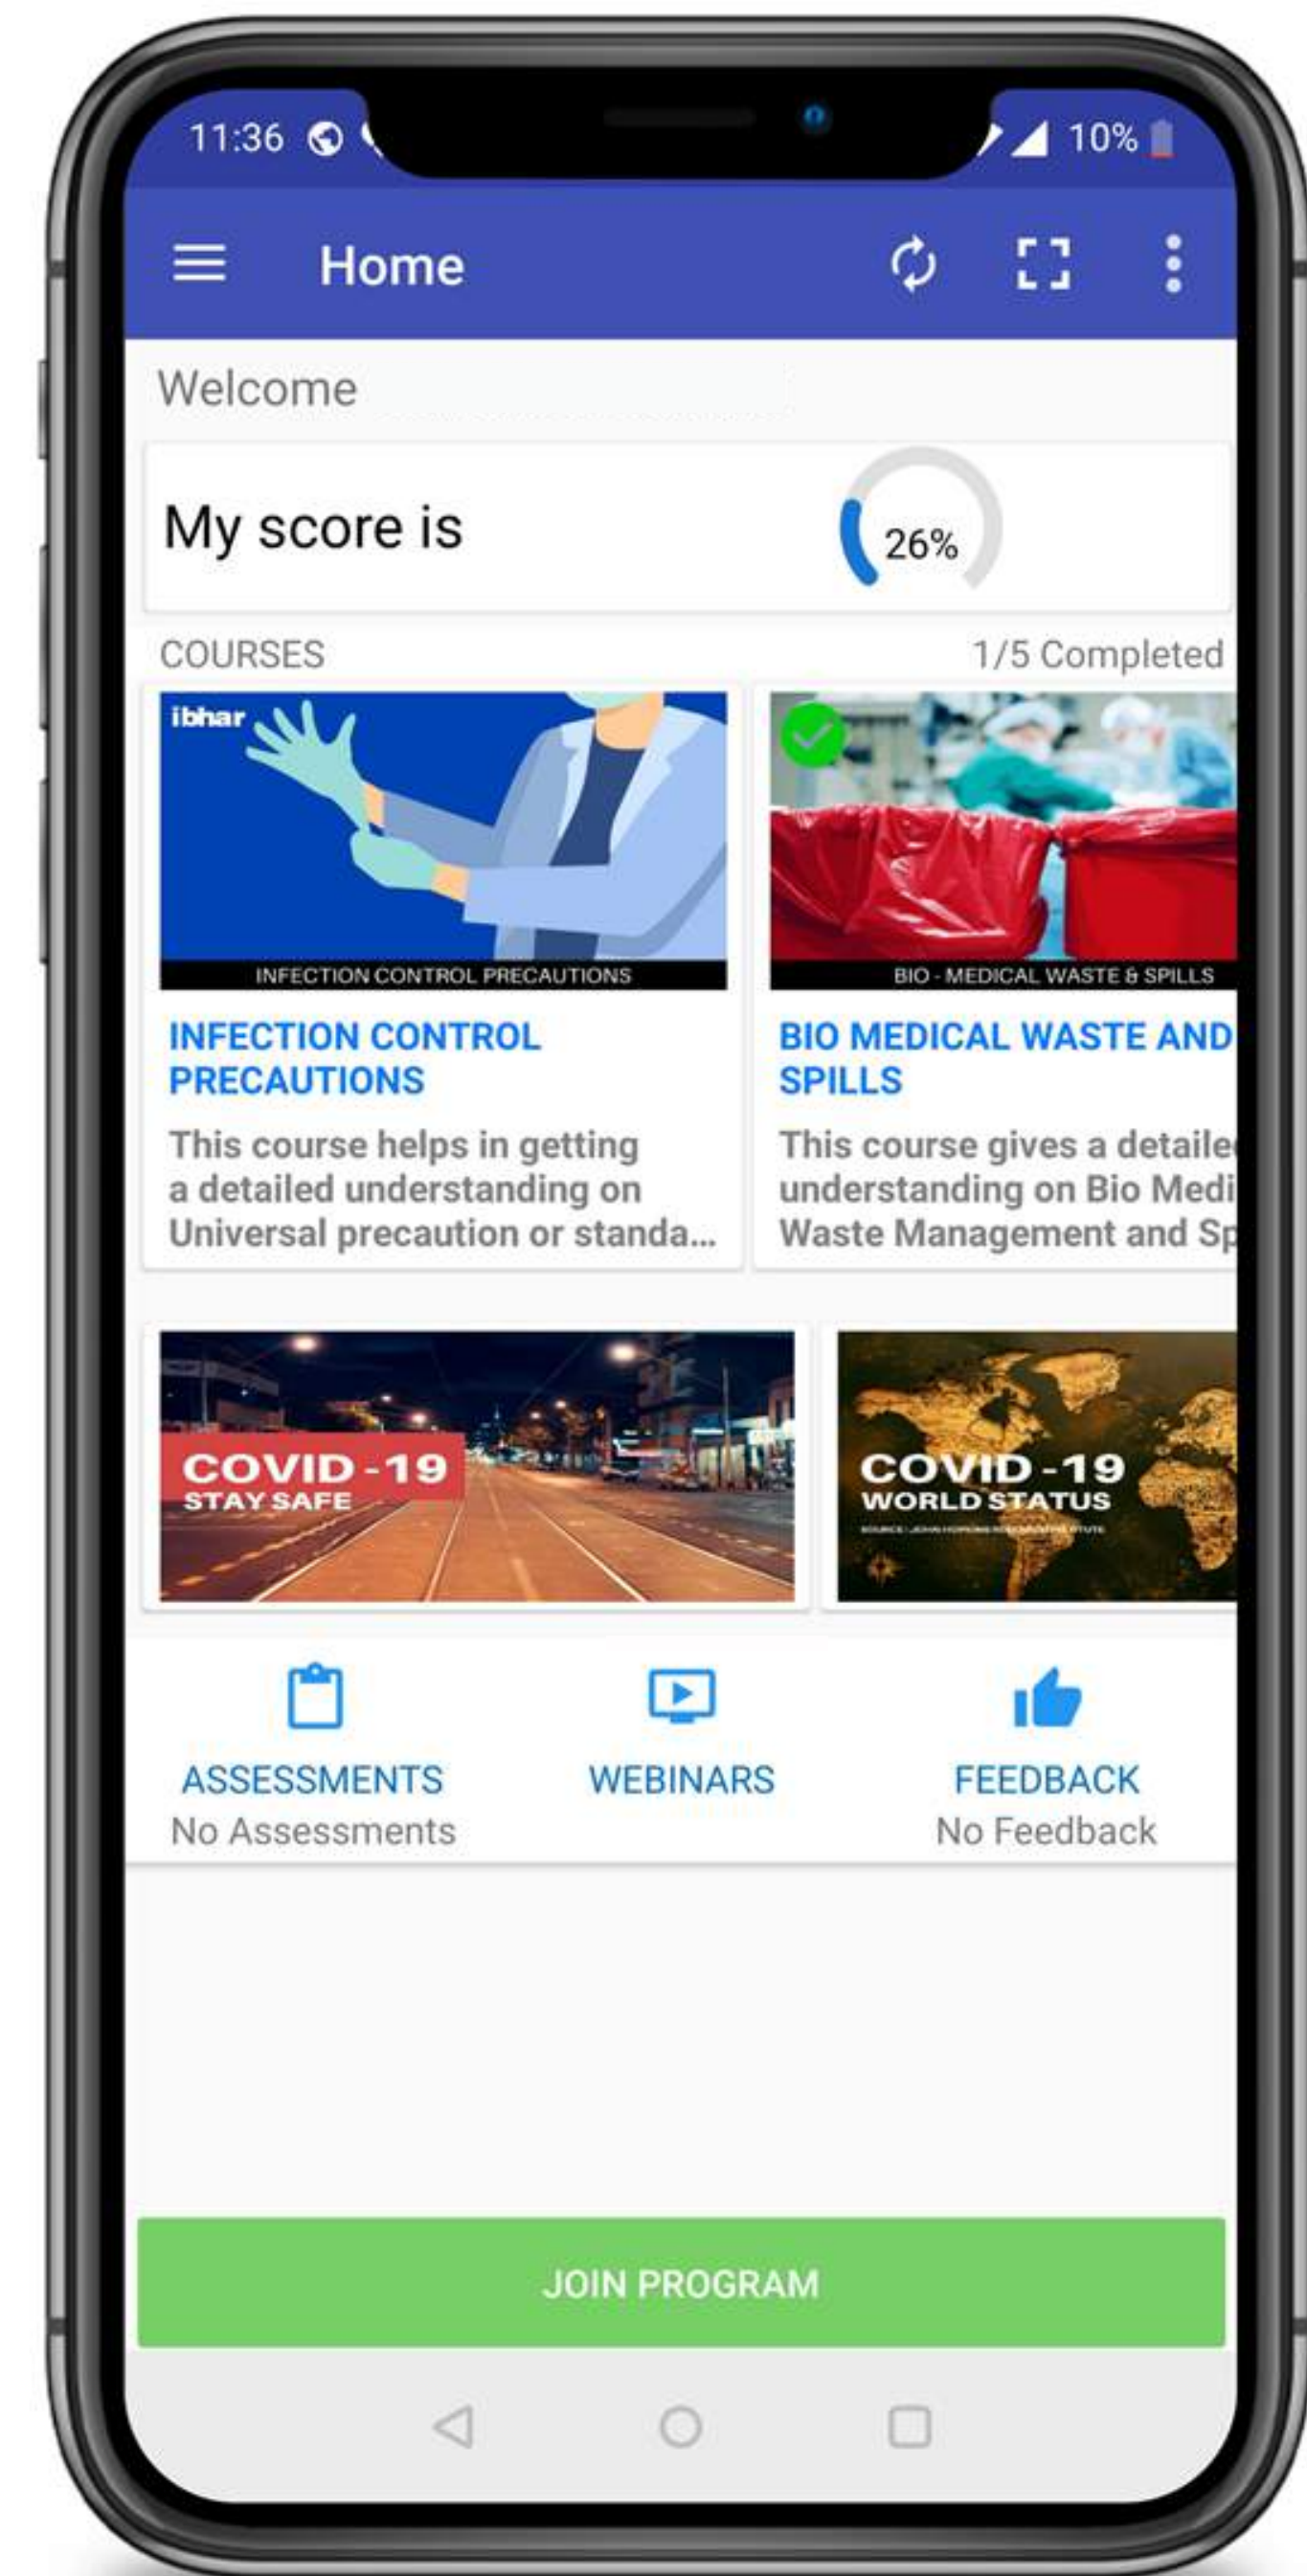 11:36
10%
Home
Welcome
My score is
26%
COURSES
1/5 Completed
ibhar
INFECTION CONTROL PRECAUTIONS
BIO - MEDICAL WASTE & SPILLS
INFECTION CONTROL
PRECAUTIONS
This course helps in getting
a detailed understanding on
Universal precaution or standa...
BIO MEDICAL WASTE AND
SPILLS
This course gives a detaile
understanding on Bio Medi
Waste Management and Sp
COVID -19
STAY SAFE
COVID -19
WORLD STATUS
ASSESSMENTS
No Assessments
WEBINARS
FEEDBACK
No Feedback
JOIN PROGRAM